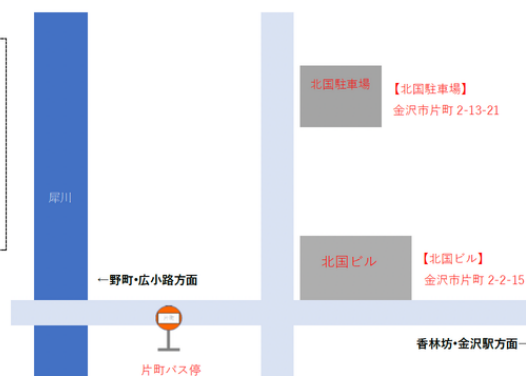 北国駐車場
【北国駐車場】
金沢市片町 2-13-21
犀川
北国ビル
【北国ビル】
金沢市片町 2-2-15
←野町・広小路方面
香林坊・金沢駅方面
片町バス停